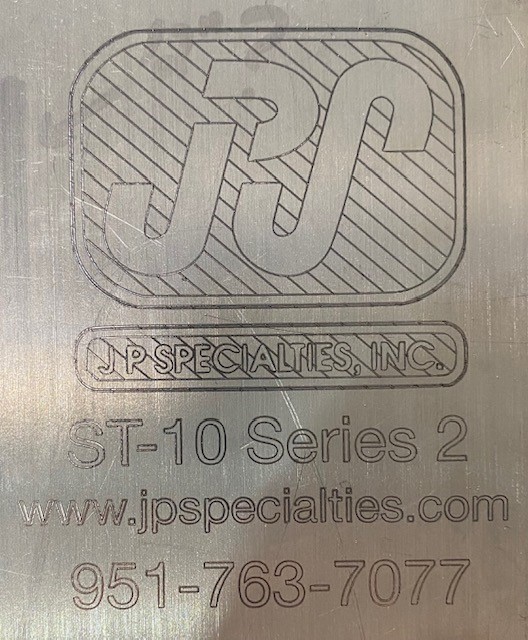 JPS
J P SPECIALTIES, INC.
ST-10 Series 2
www.jpspecialties.com
951-763-7077